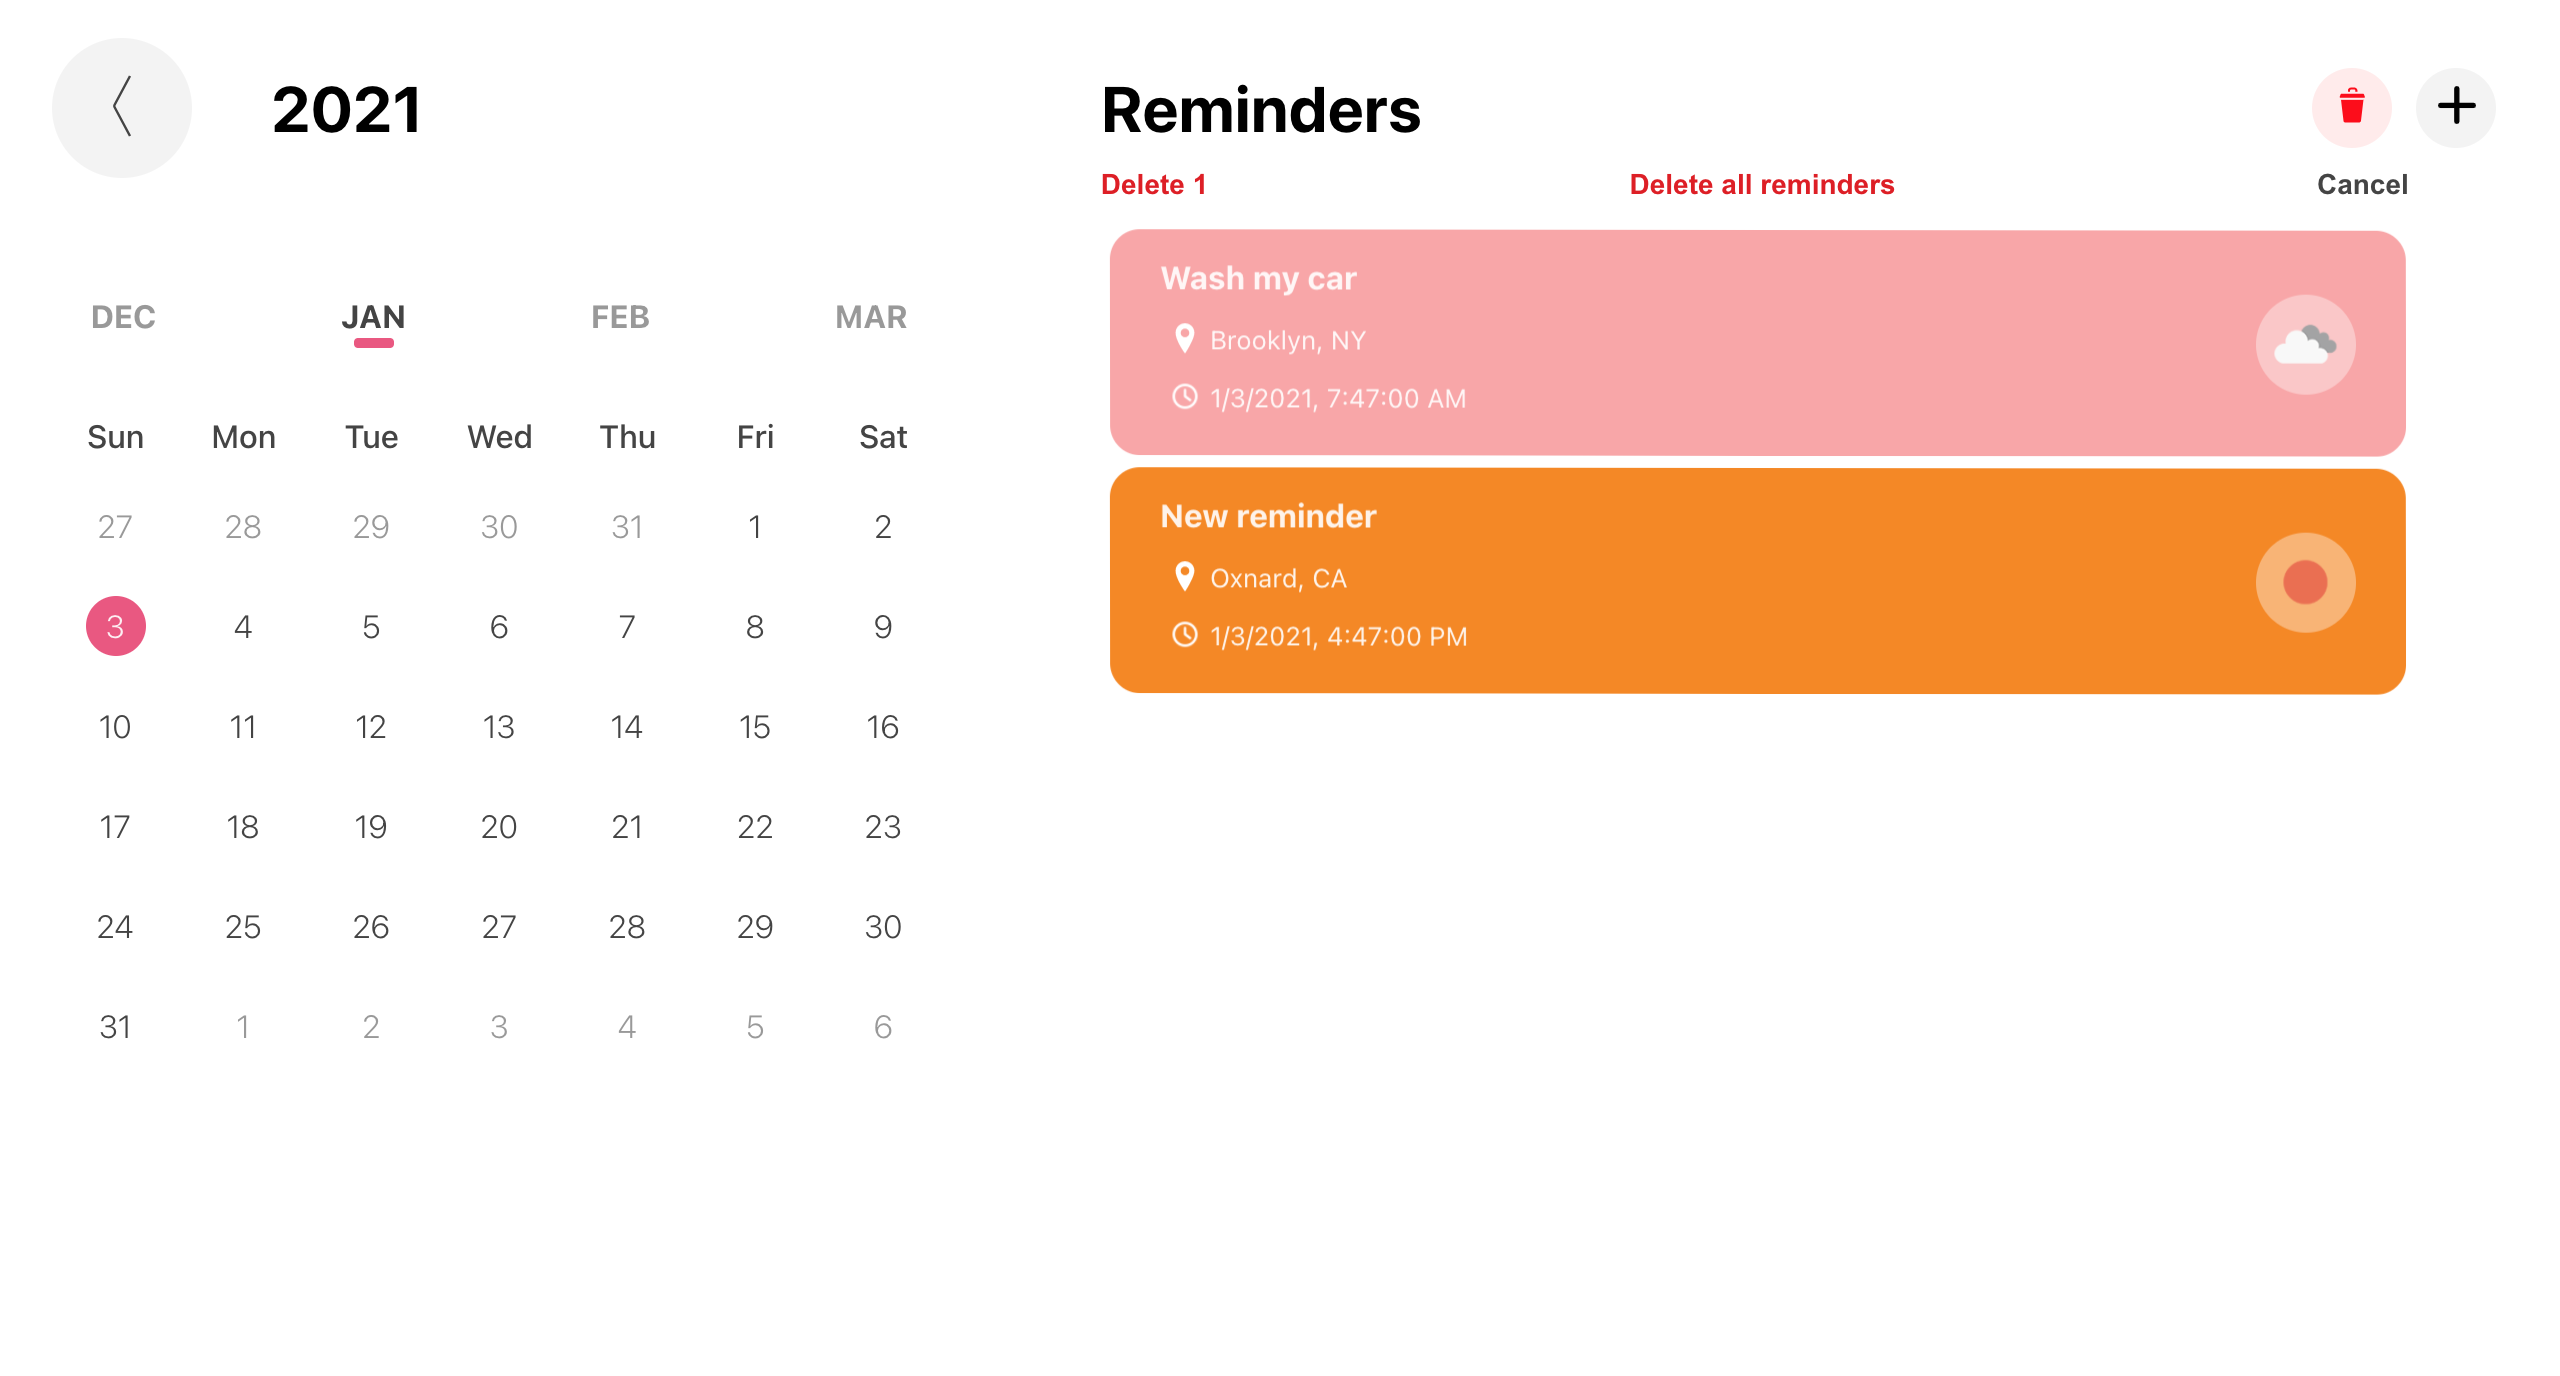 2021
DEC JAN FEB MAR
Sun Mon Tue Wed Thu Fri Sat
27 28 29 30 31 1 2
3 4 5 6 7 8 9
10 11 12 13 14 15 16
17 18 19 20 21 22 23
24 25 26 27 28 29 30
31 1 2 3 4 5 6
Reminders
Delete 1 Delete all reminders Cancel
Wash my car
Brooklyn, NY
1/3/2021, 7:47:00 AM
New reminder
Oxnard, CA
1/3/2021, 4:47:00 PM